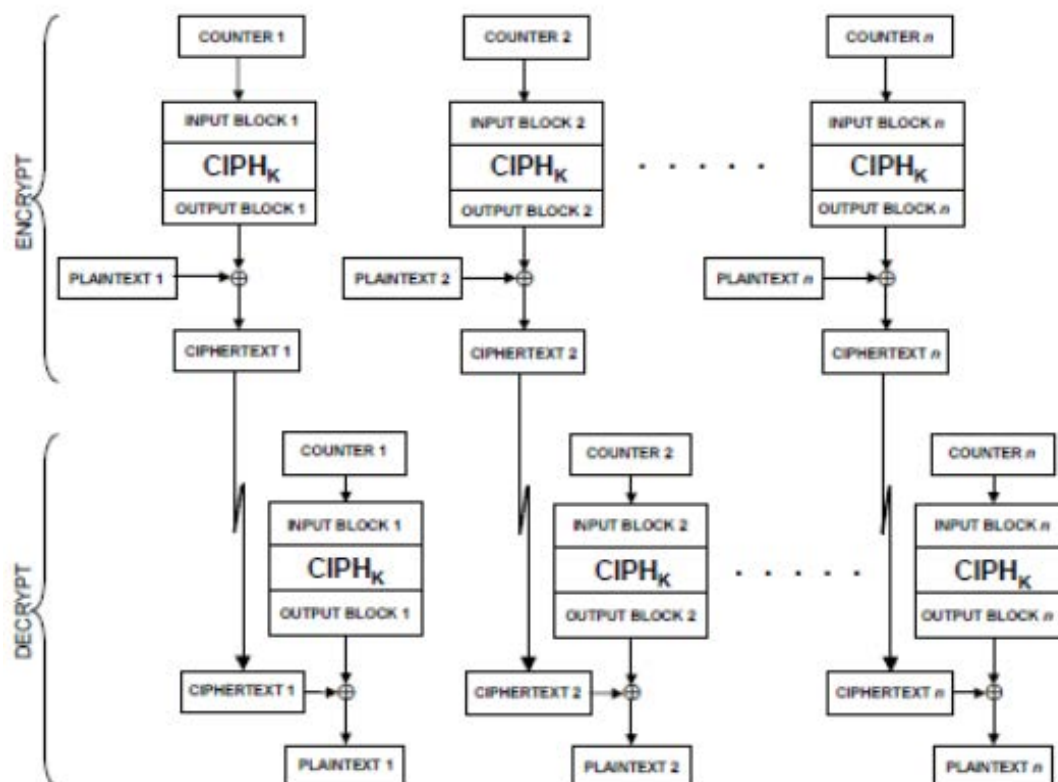 COUNTER 1 COUNTER 2 COUNTER n
INPUT BLOCK 1 INPUT BLOCK 2 INPUT BLOCK n
CIPHK CIPHK . . . . . CIPHK
OUTPUT BLOCK 1 OUTPUT BLOCK 2 OUTPUT BLOCK n
ENCRYPT
PLAINTEXT 1 PLAINTEXT 2 PLAINTEXT n
CIPHERTEXT 1 CIPHERTEXT 2 CIPHERTEXT n
COUNTER 1 COUNTER 2 COUNTER n
INPUT BLOCK 1 INPUT BLOCK 2 INPUT BLOCK n
CIPHK CIPHK . . . . . CIPHK
OUTPUT BLOCK 1 OUTPUT BLOCK 2 OUTPUT BLOCK n
DECRYPT
CIPHERTEXT 1 CIPHERTEXT 2 CIPHERTEXT n
PLAINTEXT 1 PLAINTEXT 2 PLAINTEXT n